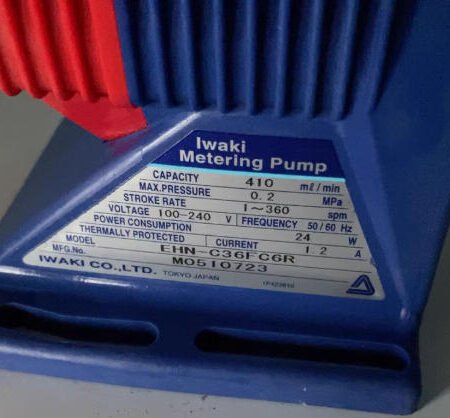 Iwaki
Metering Pump
CAPACITY 410 mℓ/min
MAX.PRESSURE 0.2 MPa
STROKE RATE 1~360 spm
VOLTAGE 100-240 V FREQUENCY 50/60 Hz
POWER CONSUMPTION 24 W
THERMALLY PROTECTED CURRENT 1.2 A
MODEL EHN-C36FC6R
MFG.No. M0510723
IWAKI CO.,LTD. TOKYO JAPAN